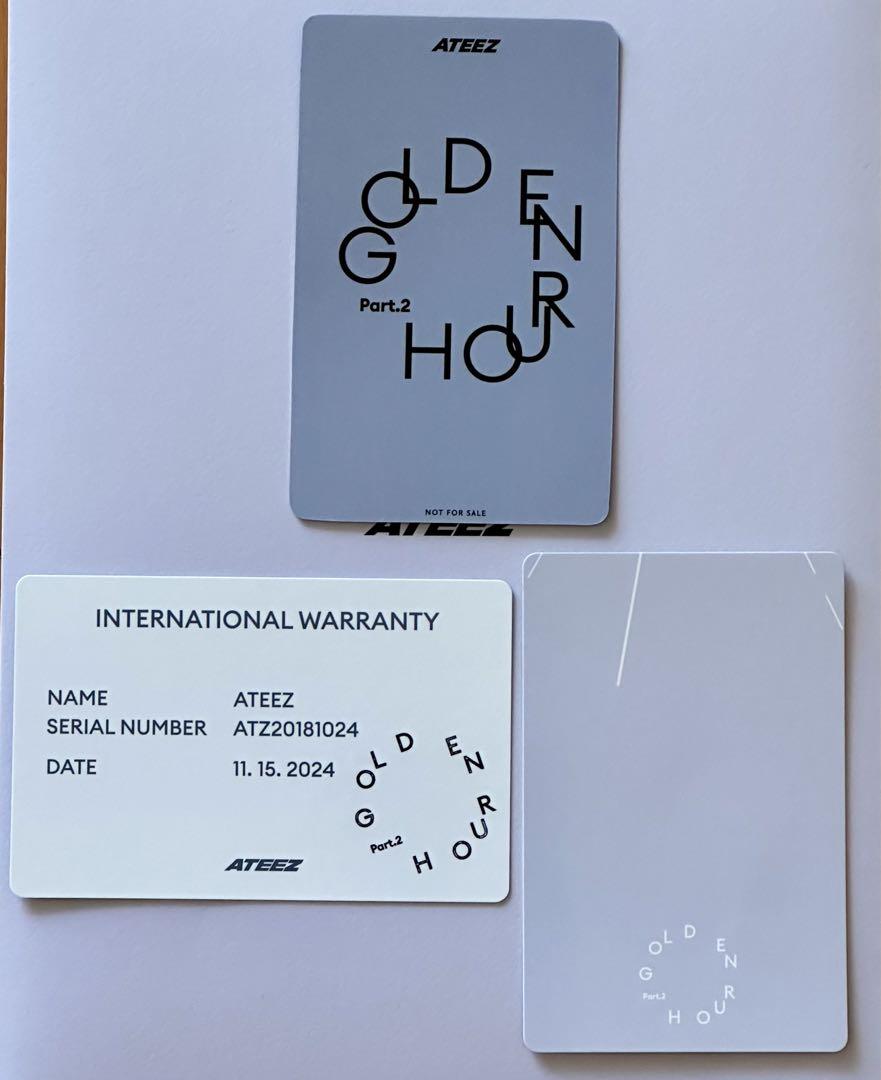 ATEEZ
GOLDEN
Part.2
HOUR
NOT FOR SALE
ATEEZ
INTERNATIONAL WARRANTY
NAME ATEEZ
SERIAL NUMBER ATZ20181024
DATE 11. 15. 2024
GOLDEN
Part.2
HOUR
ATEEZ
GOLDEN
Part.2
HOUR